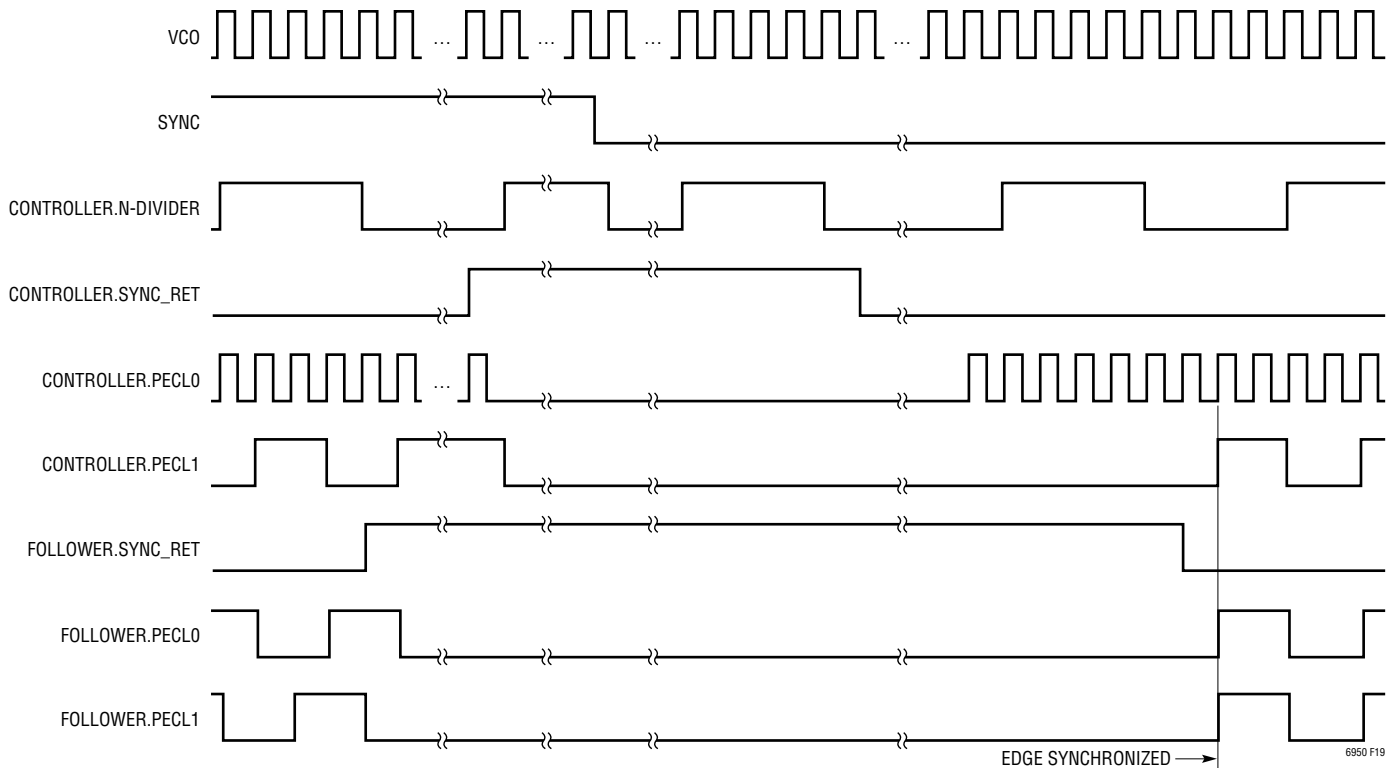 VCO
... ... ... ...
SYNC
CONTROLLER.N-DIVIDER
CONTROLLER.SYNC_RET
CONTROLLER.PECL0
...
CONTROLLER.PECL1
FOLLOWER.SYNC_RET
FOLLOWER.PECL0
FOLLOWER.PECL1
EDGE SYNCHRONIZED
6950 F19